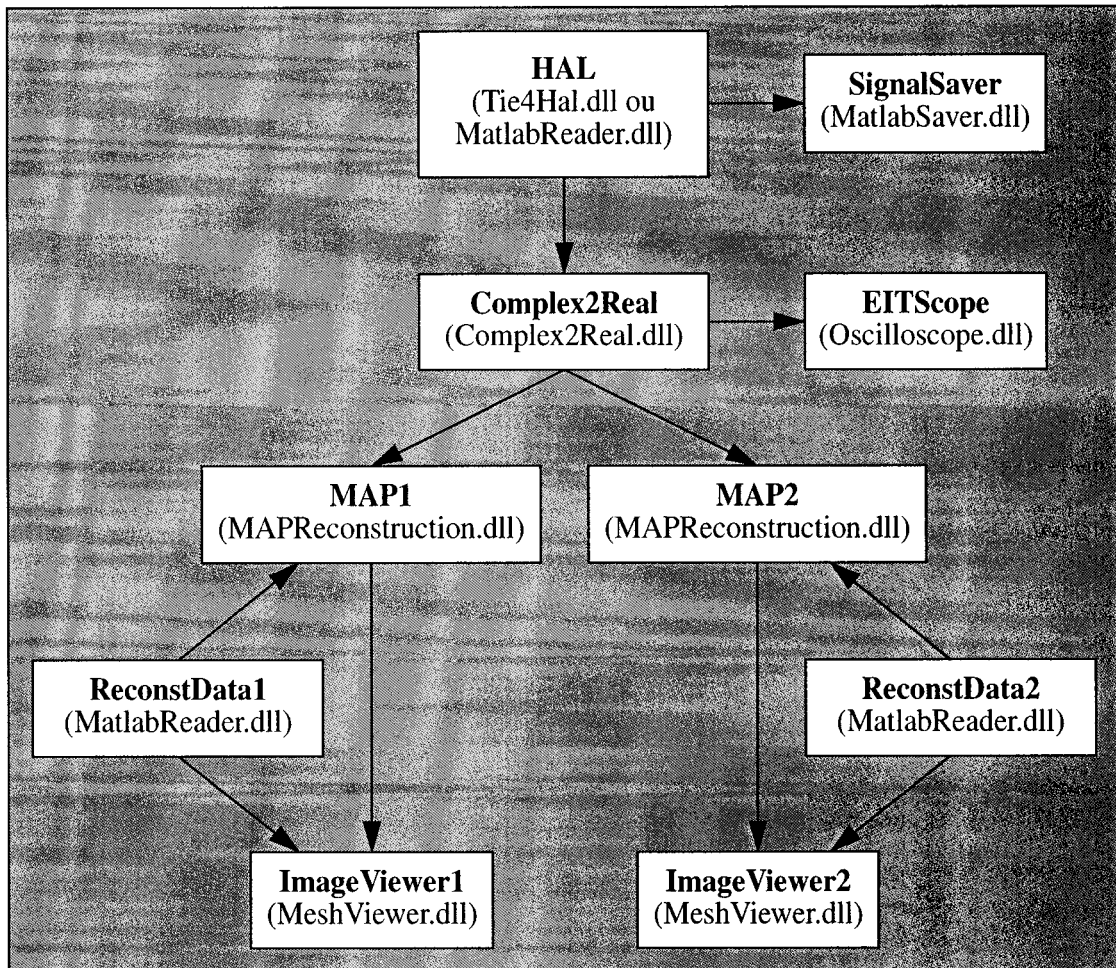 HAL
(Tie4Hal.dll ou
MatlabReader.dll)
SignalSaver
(MatlabSaver.dll)
Complex2Real
(Complex2Real.dll)
EITScope
(Oscilloscope.dll)
MAP1
(MAPReconstruction.dll)
MAP2
(MAPReconstruction.dll)
ReconstData1
(MatlabReader.dll)
ReconstData2
(MatlabReader.dll)
ImageViewer1
(MeshViewer.dll)
ImageViewer2
(MeshViewer.dll)